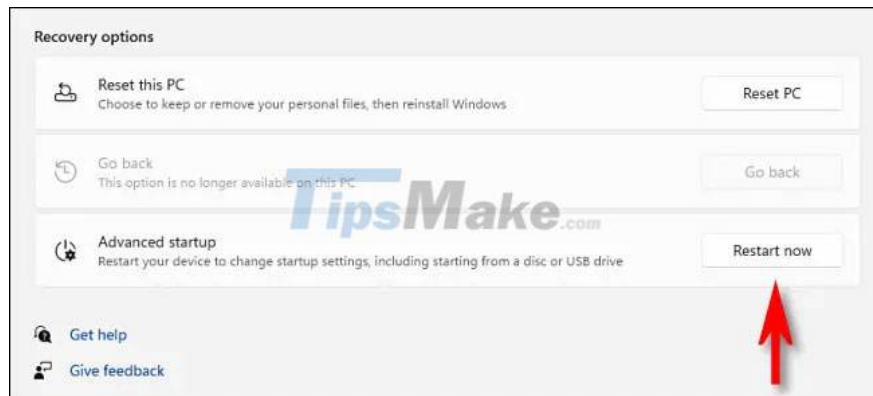 Recovery options
Reset this PC
Choose to keep or remove your personal files, then reinstall Windows
Reset PC
Go back
This option is no longer available on this PC
Go back
TipsMake.com
Advanced startup
Restart your device to change startup settings, including starting from a disc or USB drive
Restart now
Get help
Give feedback